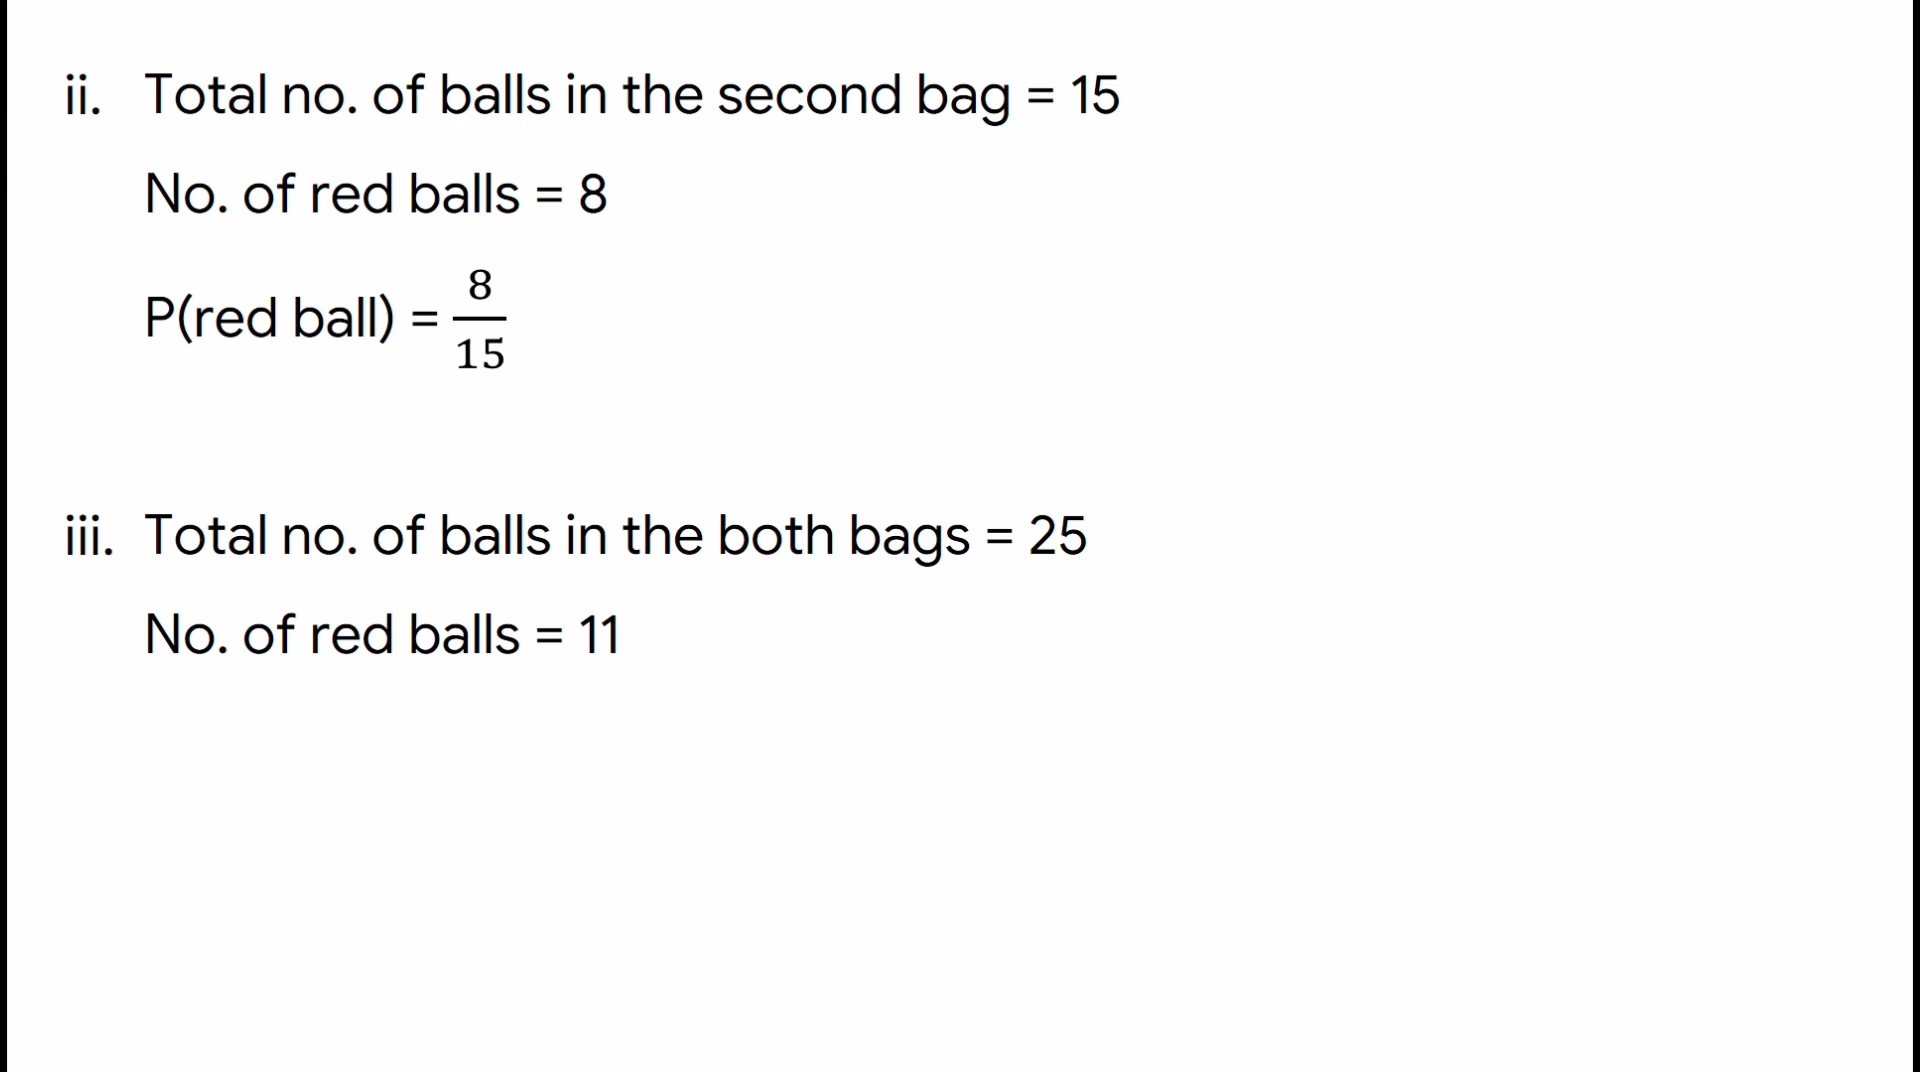 ii. Total no. of balls in the second bag = 15
No. of red balls = 8
P(red ball) = 8/15
iii. Total no. of balls in the both bags = 25
No. of red balls = 11